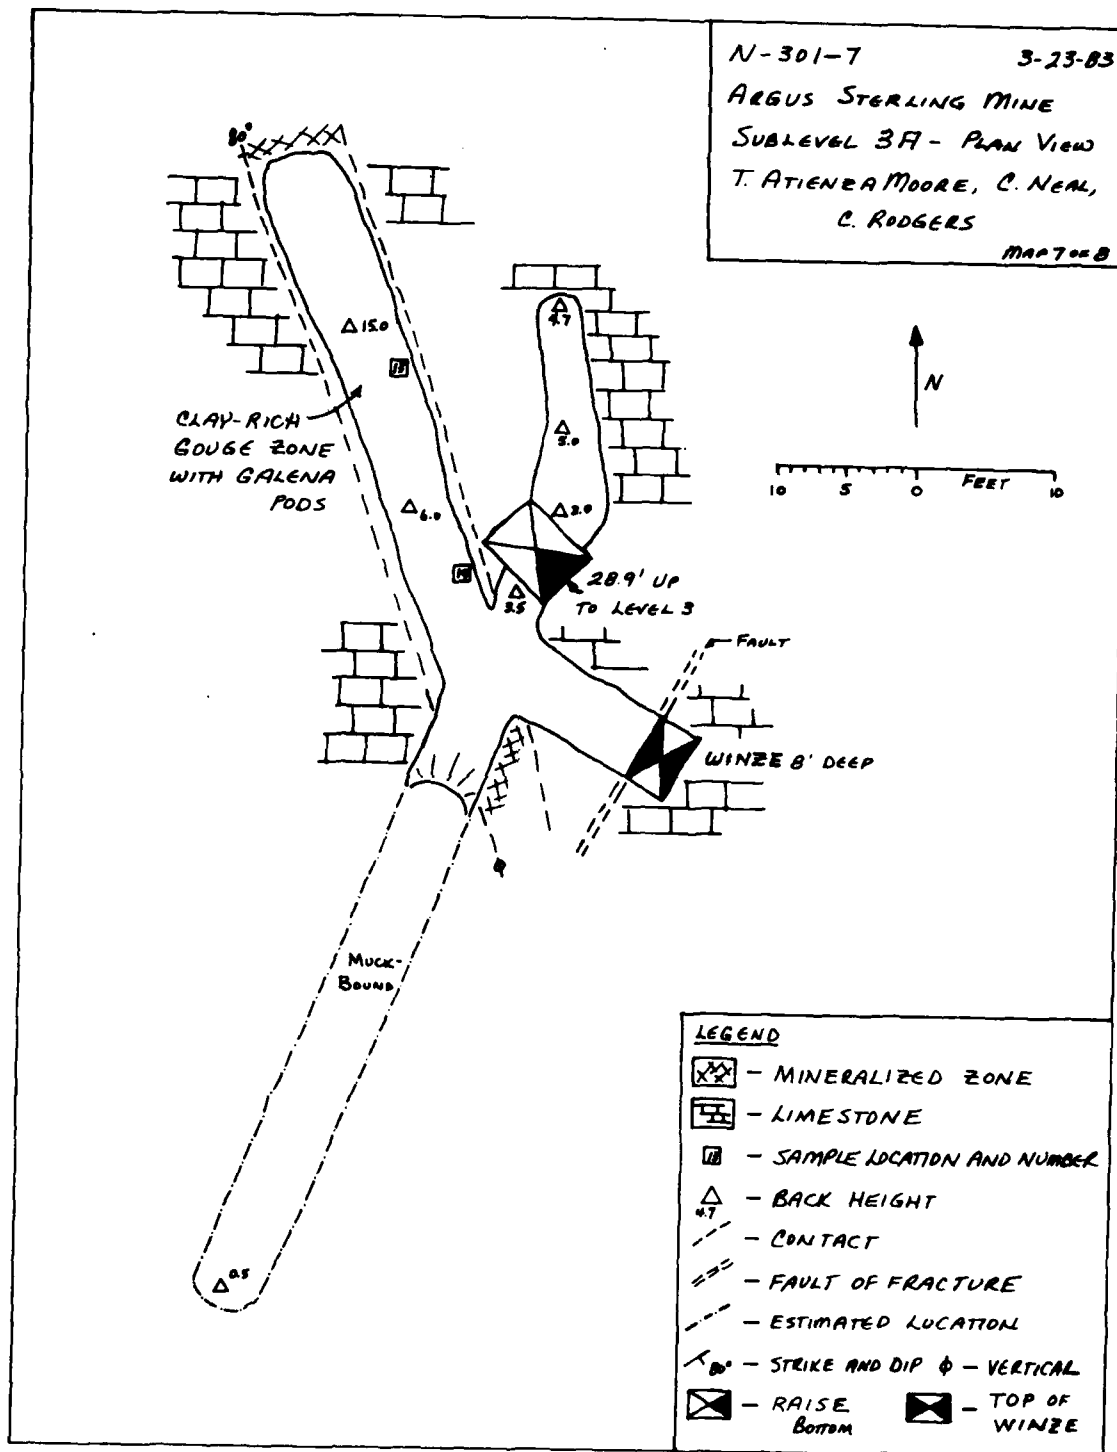 N-301-7 3-23-83
ARGUS STERLING MINE
SUBLEVEL 3A - PLAN VIEW
T. ATIENZA MOORE, C. NEAL,
C. RODGERS
MAP 7 OF 8
80°
15.0
4.7
N
CLAY-RICH
GOUGE ZONE
WITH GALENA
PODS
5.0
10 5 0 FEET 10
6.0
3.0
3.5
28.9' UP
TO LEVEL 3
FAULT
WINZE 8' DEEP
MUCK-
BOUND
0.5
LEGEND
- MINERALIZED ZONE
- LIMESTONE
- SAMPLE LOCATION AND NUMBER
4.7 - BACK HEIGHT
- CONTACT
- FAULT OF FRACTURE
- ESTIMATED LOCATION
80° - STRIKE AND DIP - VERTICAL
- RAISE BOTTOM
- TOP OF WINZE